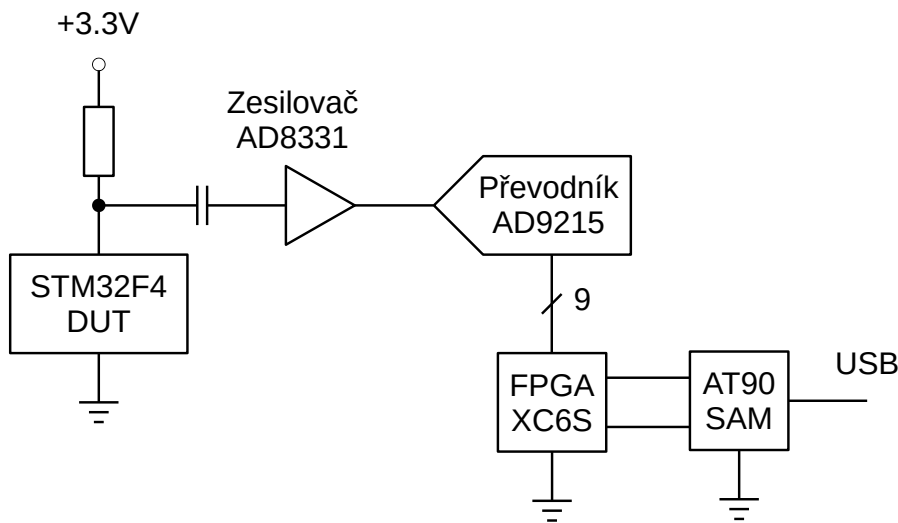 +3.3V
Zesilovač
AD8331
Převodník
AD9215
STM32F4
DUT
9
FPGA
XC6S
AT90
SAM
USB